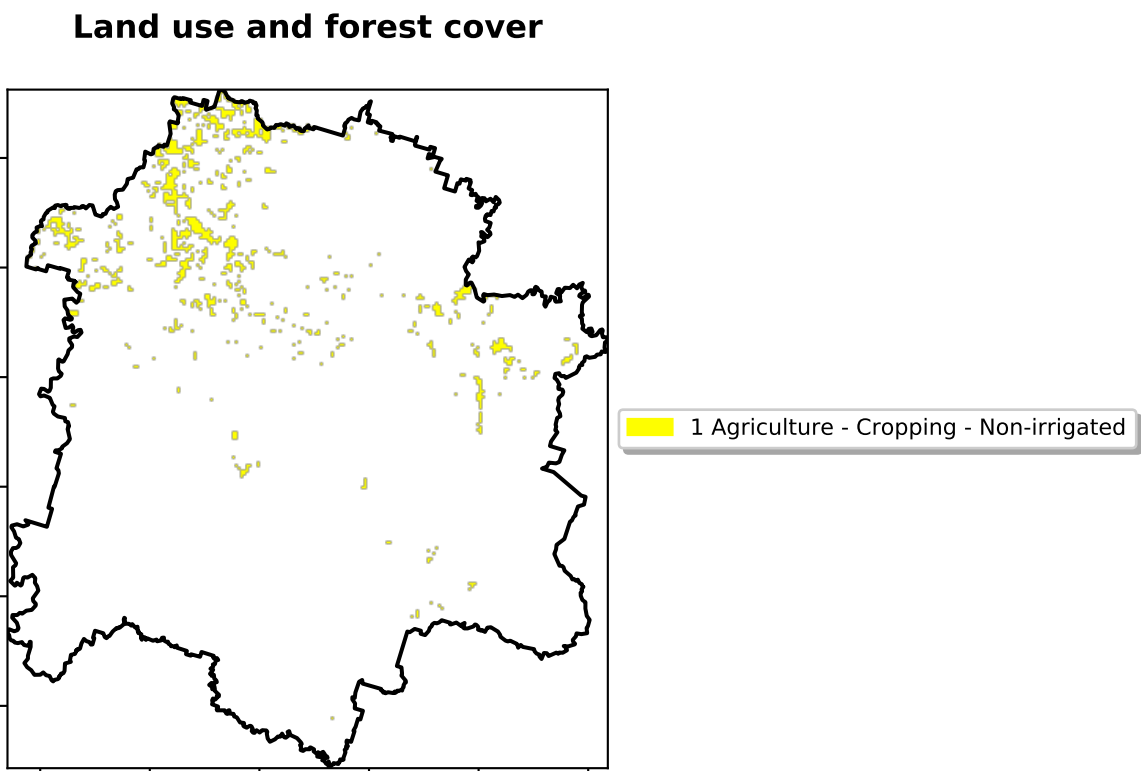 Land use and forest cover
1 Agriculture - Cropping - Non-irrigated